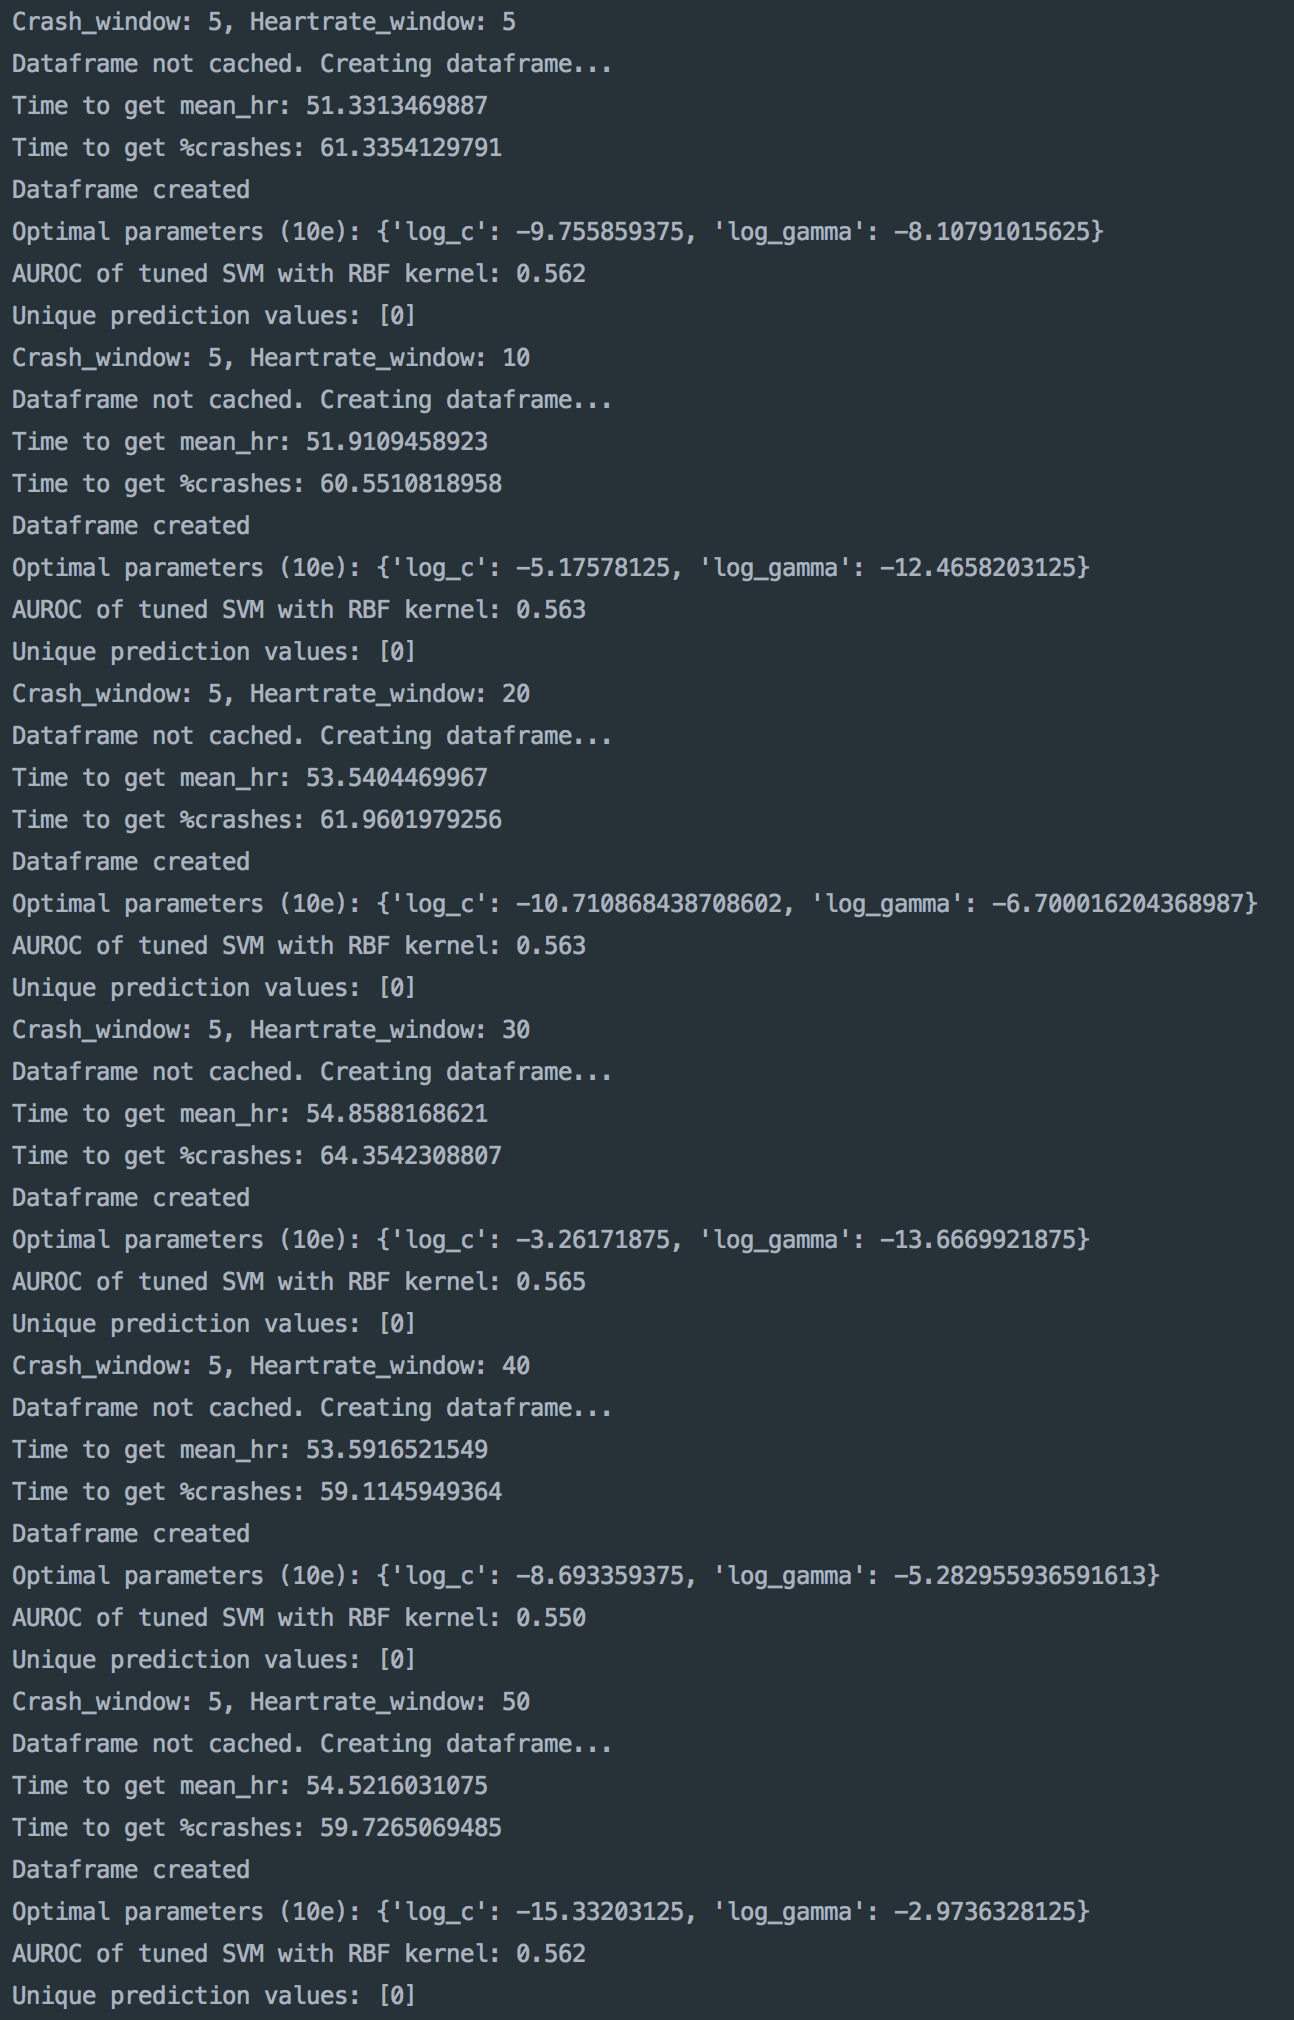 Crash_window: 5, Heartrate_window: 5
Dataframe not cached. Creating dataframe...
Time to get mean_hr: 51.3313469887
Time to get %crashes: 61.3354129791
Dataframe created
Optimal parameters (10e): {'log_c': -9.755859375, 'log_gamma': -8.10791015625}
AUROC of tuned SVM with RBF kernel: 0.562
Unique prediction values: [0]
Crash_window: 5, Heartrate_window: 10
Dataframe not cached. Creating dataframe...
Time to get mean_hr: 51.9109458923
Time to get %crashes: 60.5510818958
Dataframe created
Optimal parameters (10e): {'log_c': -5.17578125, 'log_gamma': -12.4658203125}
AUROC of tuned SVM with RBF kernel: 0.563
Unique prediction values: [0]
Crash_window: 5, Heartrate_window: 20
Dataframe not cached. Creating dataframe...
Time to get mean_hr: 53.5404469967
Time to get %crashes: 61.9601979256
Dataframe created
Optimal parameters (10e): {'log_c': -10.710868438708602, 'log_gamma': -6.700016204368987}
AUROC of tuned SVM with RBF kernel: 0.563
Unique prediction values: [0]
Crash_window: 5, Heartrate_window: 30
Dataframe not cached. Creating dataframe...
Time to get mean_hr: 54.8588168621
Time to get %crashes: 64.3542308807
Dataframe created
Optimal parameters (10e): {'log_c': -3.26171875, 'log_gamma': -13.6669921875}
AUROC of tuned SVM with RBF kernel: 0.565
Unique prediction values: [0]
Crash_window: 5, Heartrate_window: 40
Dataframe not cached. Creating dataframe...
Time to get mean_hr: 53.5916521549
Time to get %crashes: 59.1145949364
Dataframe created
Optimal parameters (10e): {'log_c': -8.693359375, 'log_gamma': -5.282955936591613}
AUROC of tuned SVM with RBF kernel: 0.550
Unique prediction values: [0]
Crash_window: 5, Heartrate_window: 50
Dataframe not cached. Creating dataframe...
Time to get mean_hr: 54.5216031075
Time to get %crashes: 59.7265069485
Dataframe created
Optimal parameters (10e): {'log_c': -15.33203125, 'log_gamma': -2.9736328125}
AUROC of tuned SVM with RBF kernel: 0.562
Unique prediction values: [0]